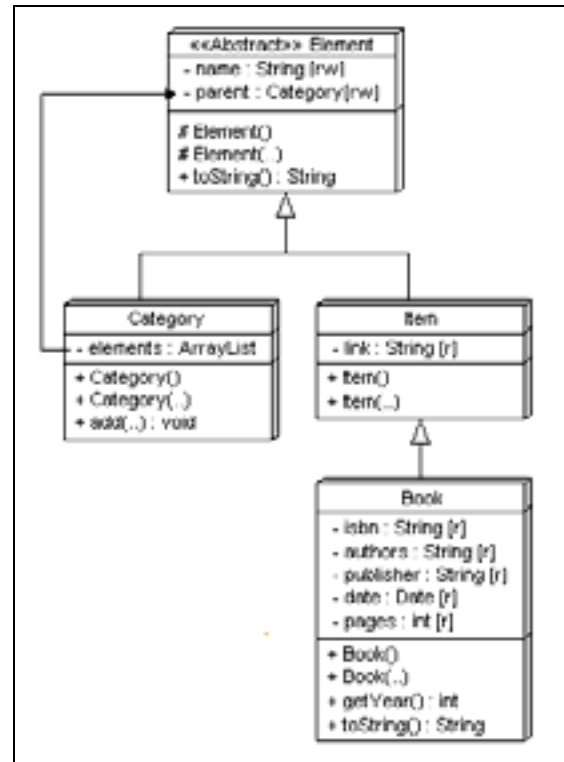 ««Abstract»» Element
- name : String [rw]
- parent : Category[rw]
# Element()
# Element(..)
+ toString() : String
Category
- elements : ArrayList
+ Category()
+ Category(..)
+ add(..) : void
Item
- link : String [r]
+ Item()
+ Item(..)
Book
- isbn : String [r]
- authors : String [r]
- publisher : String [r]
- date : Date [r]
- pages : int [r]
+ Book()
+ Book(..)
+ getYear() : int
+ toString() : String